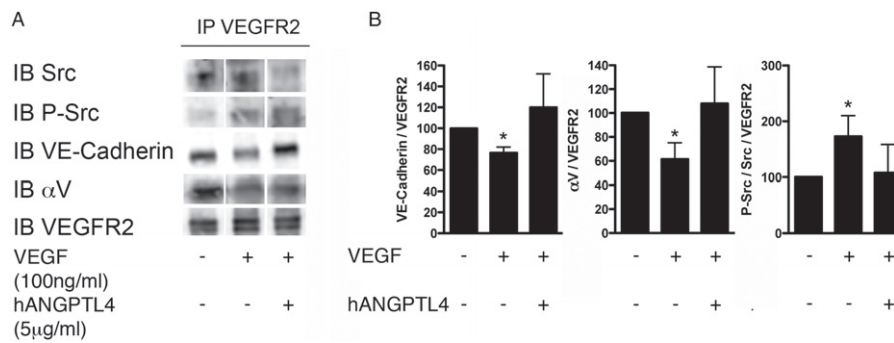 A
IP VEGFR2
IB Src
IB P-Src
IB VE-Cadherin
IB αV
IB VEGFR2
VEGF - + +
(100ng/ml)
hANGPTL4 - - +
(5µg/ml)
B
VE-Cadherin / VEGFR2
160
140
120
100
80
60
40
20
0
*
αV / VEGFR2
140
120
100
80
60
40
20
0
*
P-Src / Src / VEGFR2
300
200
100
0
*
VEGF - + + - + + - + +
hANGPTL4 - - + - - + - - +